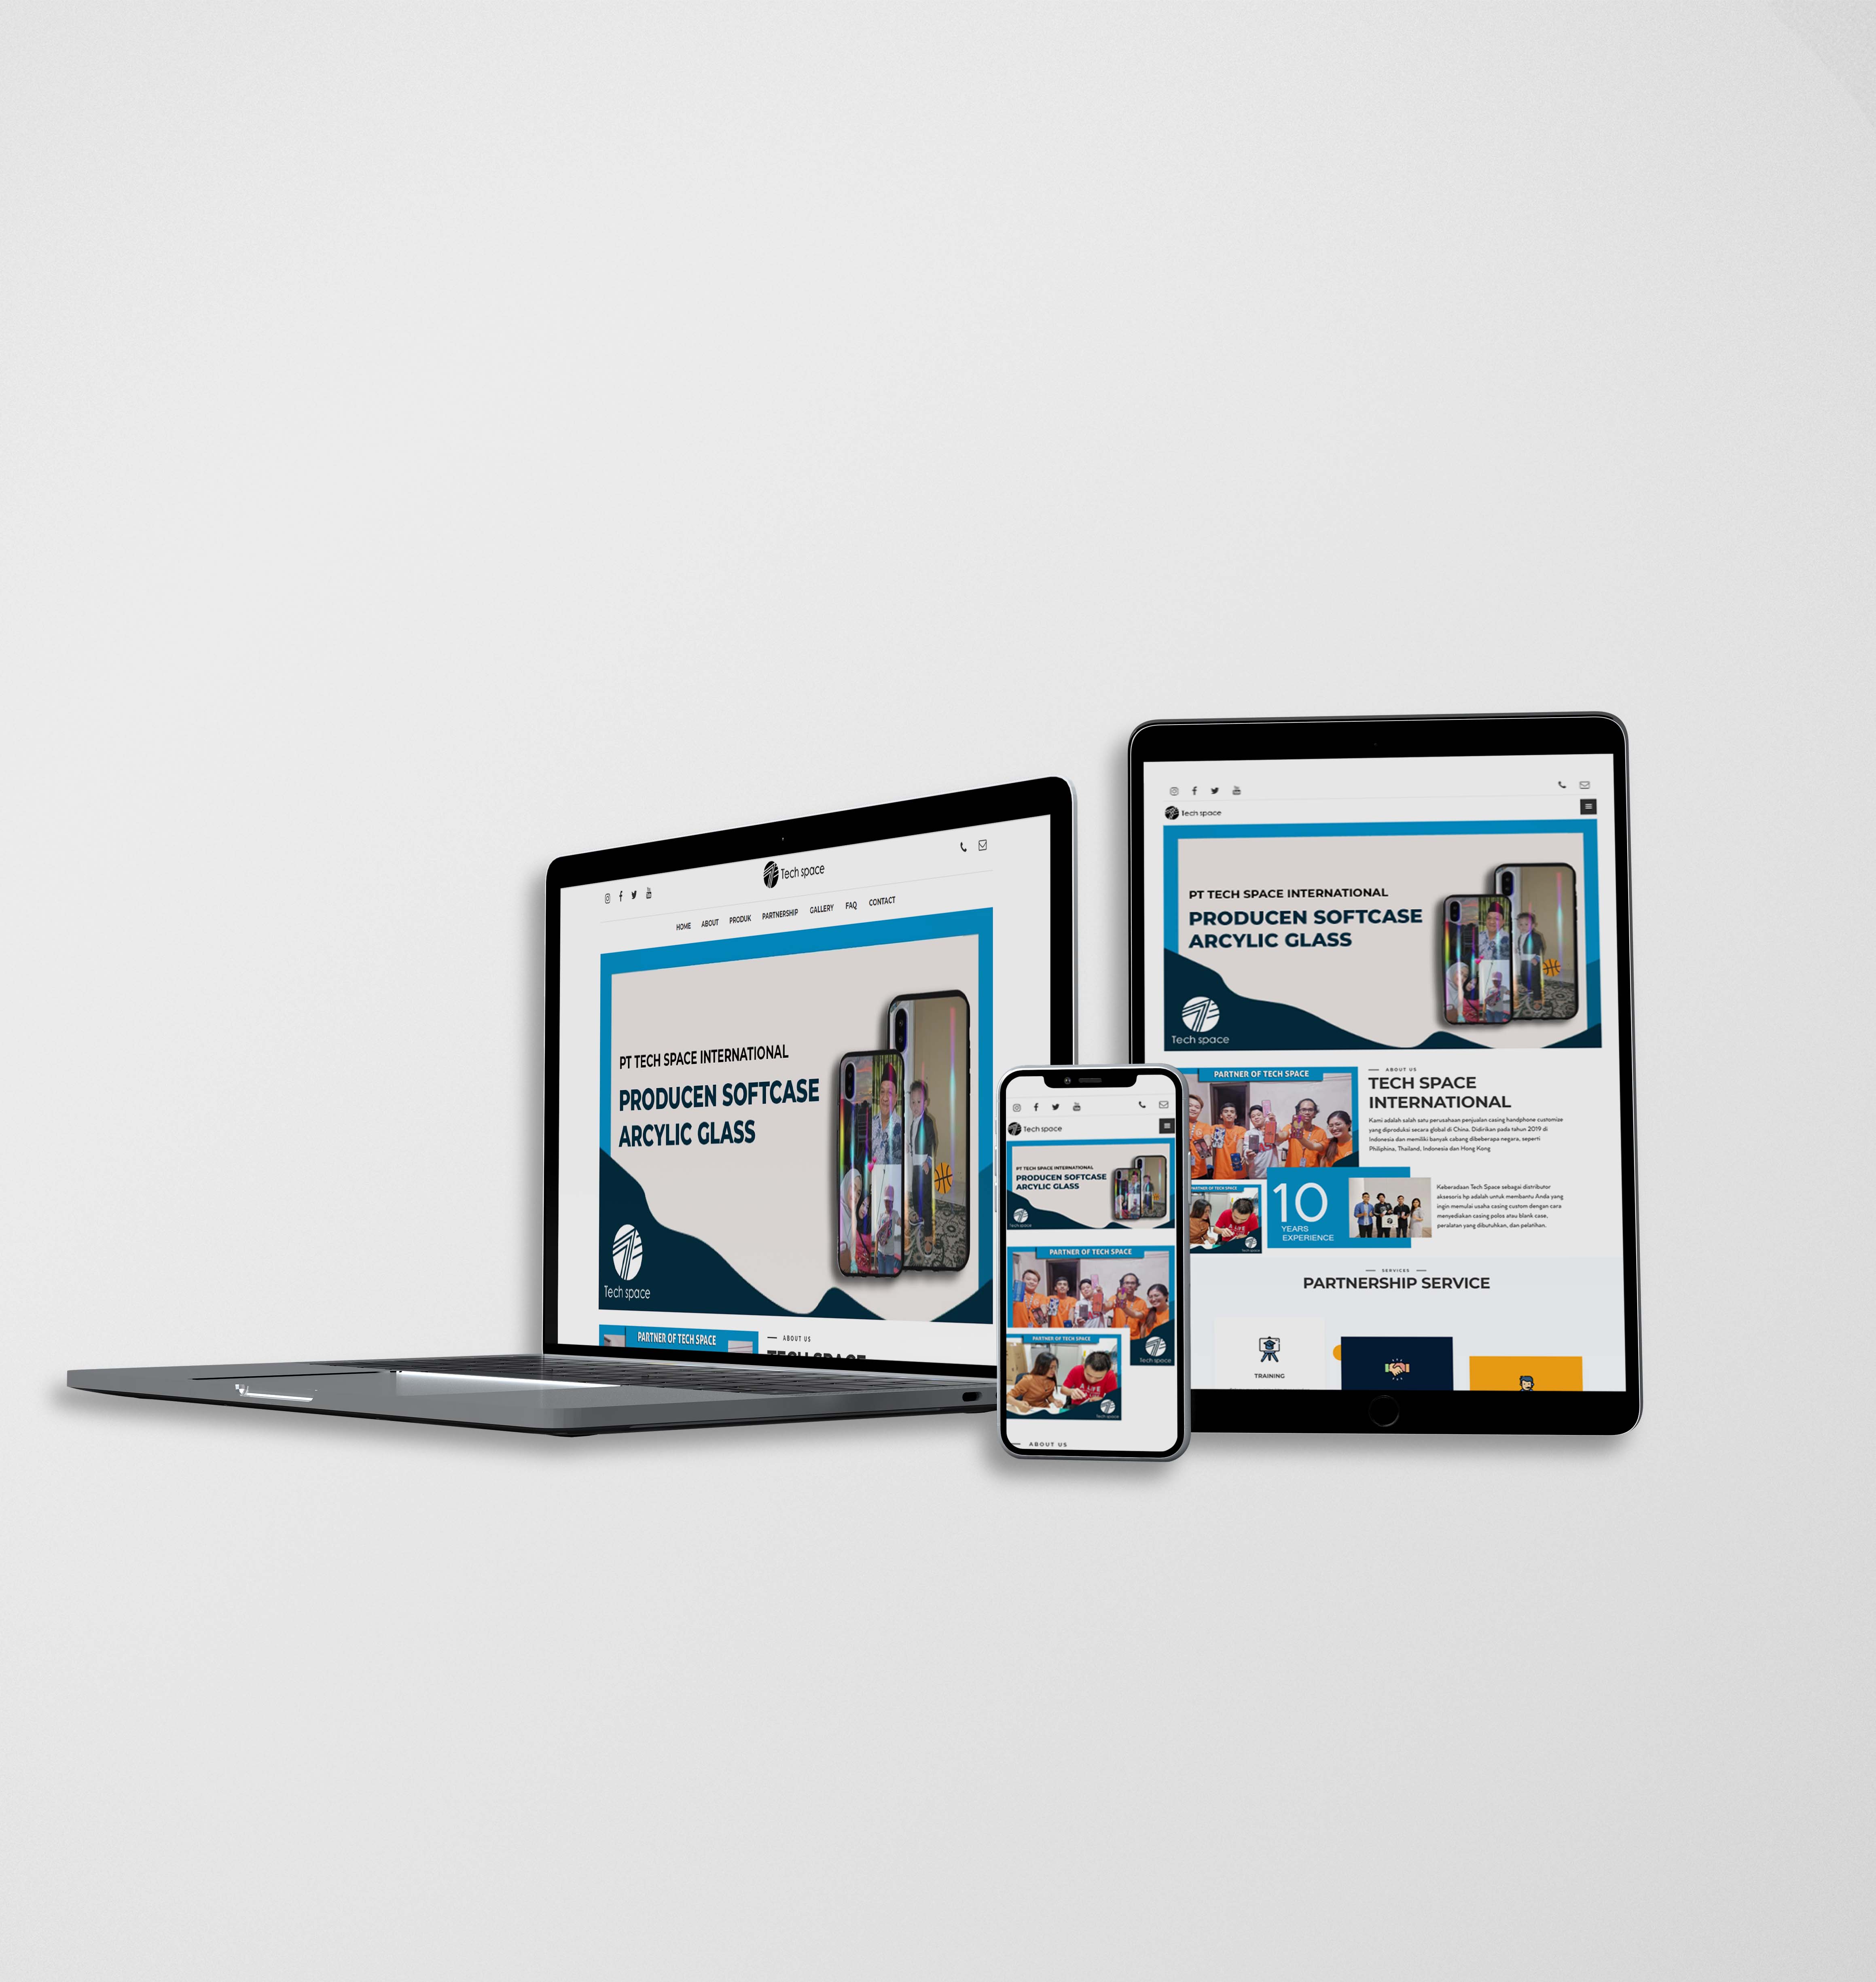 Tech space
HOME ABOUT PRODUK PARTNERSHIP GALLERY FAQ CONTACT
PT TECH SPACE INTERNATIONAL
PRODUCEN SOFTCASE
ARCYLIC GLASS
Tech space
PARTNER OF TECH SPACE
ABOUT US
TECH SPACE
Tech space
PT TECH SPACE INTERNATIONAL
PRODUCEN SOFTCASE
ARCYLIC GLASS
Tech space
PARTNER OF TECH SPACE
PARTNER OF TECH SPACE
Tech space
Tech space
ABOUT US
Tech space
PT TECH SPACE INTERNATIONAL
PRODUCEN SOFTCASE
ARCYLIC GLASS
Tech space
PARTNER OF TECH SPACE
ABOUT US
TECH SPACE
INTERNATIONAL
Kami adalah salah satu perusahaan penjualan casing handphone customize
yang diproduksi secara global di China. Didirikan pada tahun 2019 di
Indonesia dan memiliki banyak cabang dibeberapa negara, seperti
Philiphina, Thailand, Indonesia dan Hong Kong
PARTNER OF TECH SPACE
10
YEARS
EXPERIENCE
Keberadaan Tech Space sebagai distributor
aksesoris hp adalah untuk membantu Anda yang
ingin memulai usaha casing custom dengan cara
menyediakan casing polos atau blank case,
peralatan yang dibutuhkan, dan pelatihan.
SERVICES
PARTNERSHIP SERVICE
TRAINING